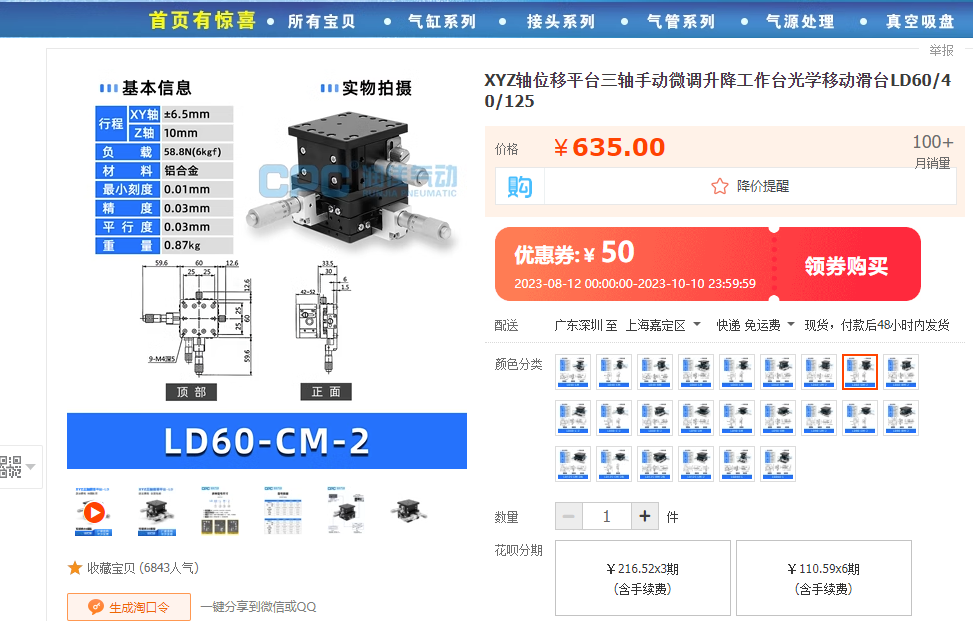 首页有惊喜 • 所有宝贝 • 气缸系列 • 接头系列 • 气管系列 • 气源处理 • 真空吸盘
举报
基本信息
实物拍摄
行程 XY轴 ±6.5mm
Z轴 10mm
负 载 58.8N(6kgf)
材 料 铝合金
最小刻度 0.01mm
精 度 0.03mm
平行度 0.03mm
重 量 0.87kg
59.6 60 12.6
25 25
12.6
25
25
60
59.6
9-M4深5
33.5
30
6
1.5
42-52
顶部
正面
LD60-CM-2
收藏宝贝 (6843人气)
生成淘口令
一键分享到微信或QQ
XYZ轴位移平台三轴手动微调升降工作台光学移动滑台LD60/4
0/125
价格 ¥635.00
100+
月销量
购
降价提醒
优惠券:¥ 50
2023-08-12 00:00:00-2023-10-10 23:59:59
领券购买
配送 广东深圳 至 上海嘉定区 快递 免运费 现货，付款后48小时内发货
颜色分类
数量 − 1 + 件
花呗分期
¥216.52x3期
(含手续费)
¥110.59x6期
(含手续费)